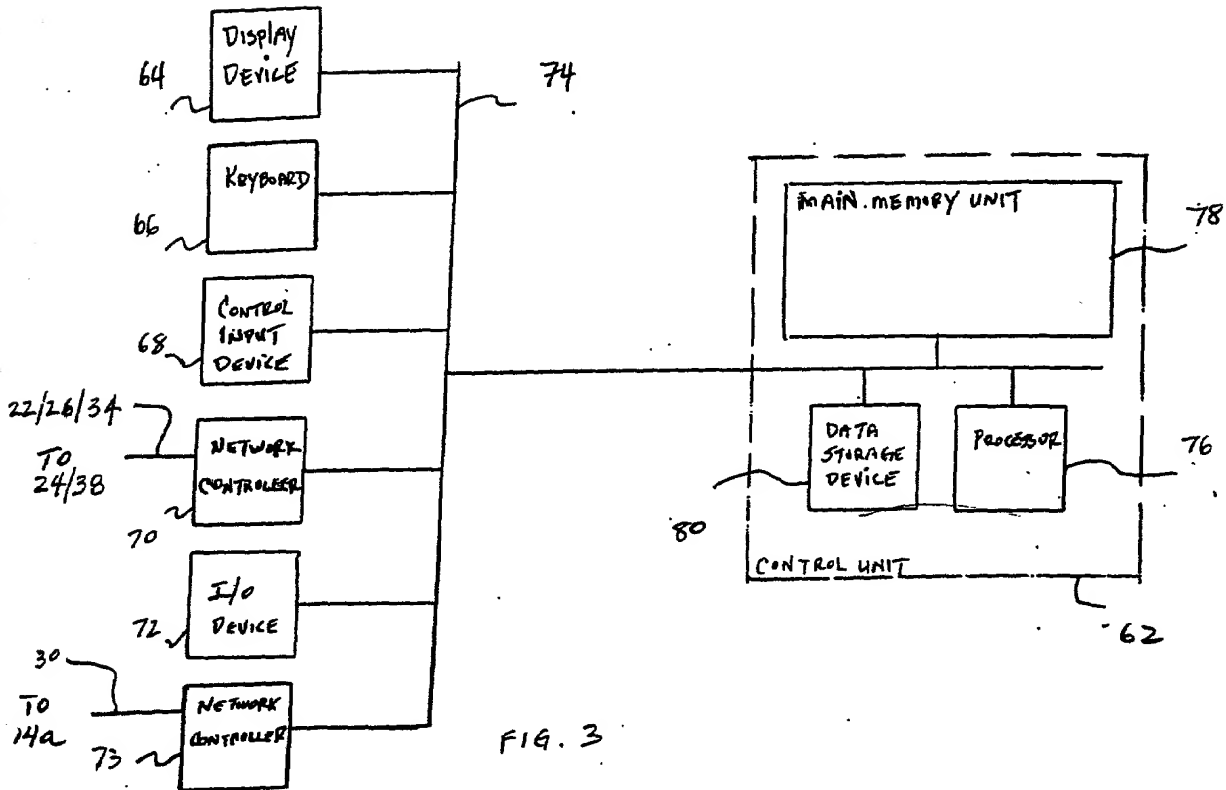 DISPLAY
DEVICE
64
74
KEYBOARD
66
CONTROL
INPUT
DEVICE
68
22/26/34
TO
24/38
NETWORK
CONTROLLER
70
I/O
DEVICE
72
30
TO
14a
NETWORK
CONTROLLER
73
MAIN MEMORY UNIT
78
DATA
STORAGE
DEVICE
80
PROCESSOR
76
CONTROL UNIT
62
FIG. 3